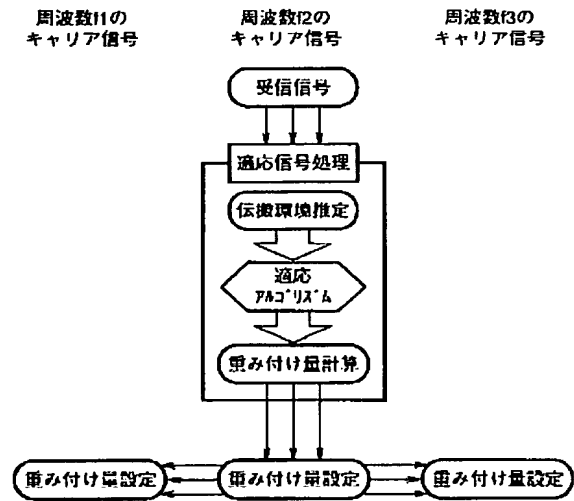 周波数f1の
キャリア信号
周波数f2の
キャリア信号
周波数f3の
キャリア信号
受信信号
適応信号処理
伝搬環境推定
適応
ｱﾙｺﾞﾘｽﾞﾑ
重み付け量計算
重み付け量設定
重み付け量設定
重み付け量設定